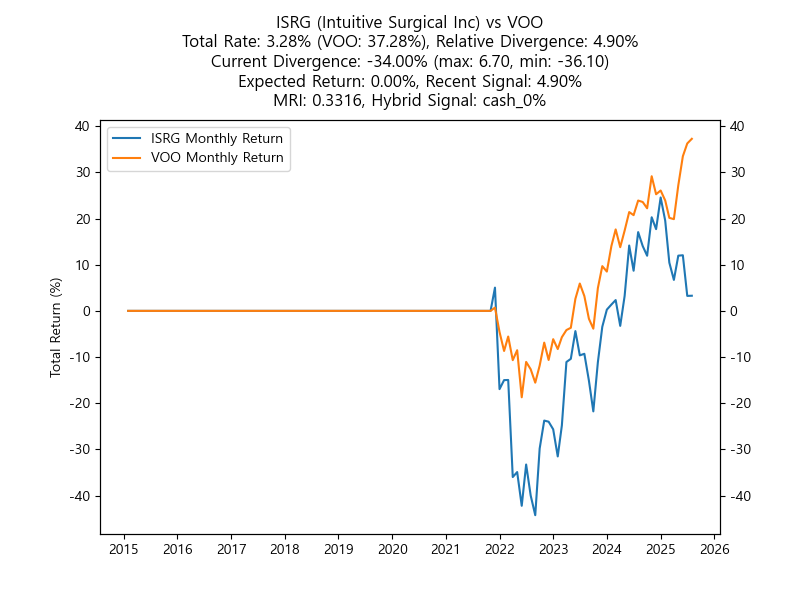 ISRG (Intuitive Surgical Inc) vs VOO
Total Rate: 3.28% (VOO: 37.28%), Relative Divergence: 4.90%
Current Divergence: -34.00% (max: 6.70, min: -36.10)
Expected Return: 0.00%, Recent Signal: 4.90%
MRI: 0.3316, Hybrid Signal: cash_0%
ISRG Monthly Return
VOO Monthly Return
Total Return (%)
40
30
20
10
0
-10
-20
-30
-40
40
30
20
10
0
-10
-20
-30
-40
2015 2016 2017 2018 2019 2020 2021 2022 2023 2024 2025 2026